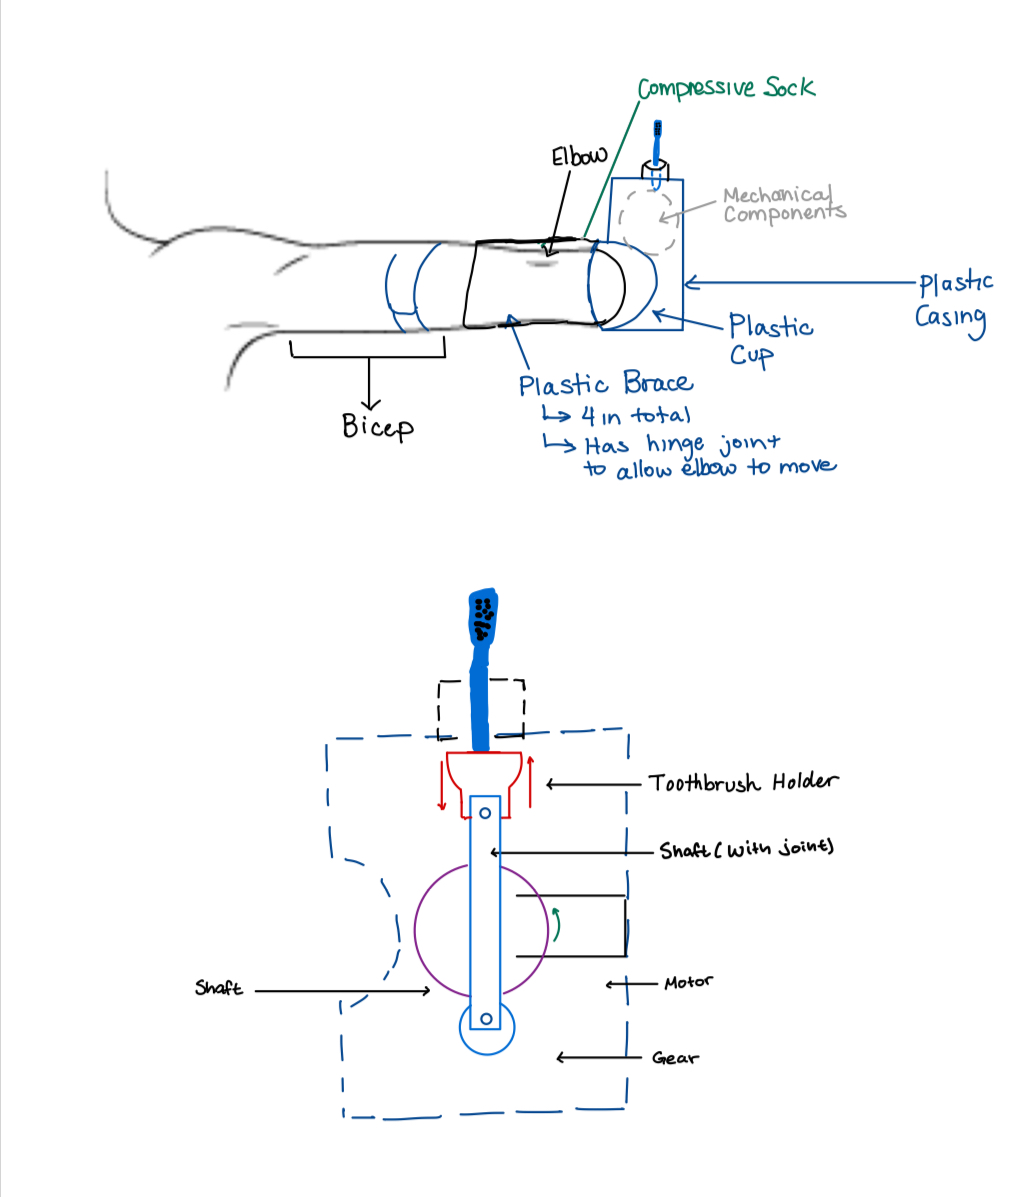 Compressive Sock
Elbow
Mechanical
Components
Plastic
Casing
Plastic
Cup
Plastic Brace
↳ 4 in total
↳ Has hinge joint
to allow elbow to move
Bicep
Toothbrush Holder
Shaft (with joint)
Shaft
Motor
Gear